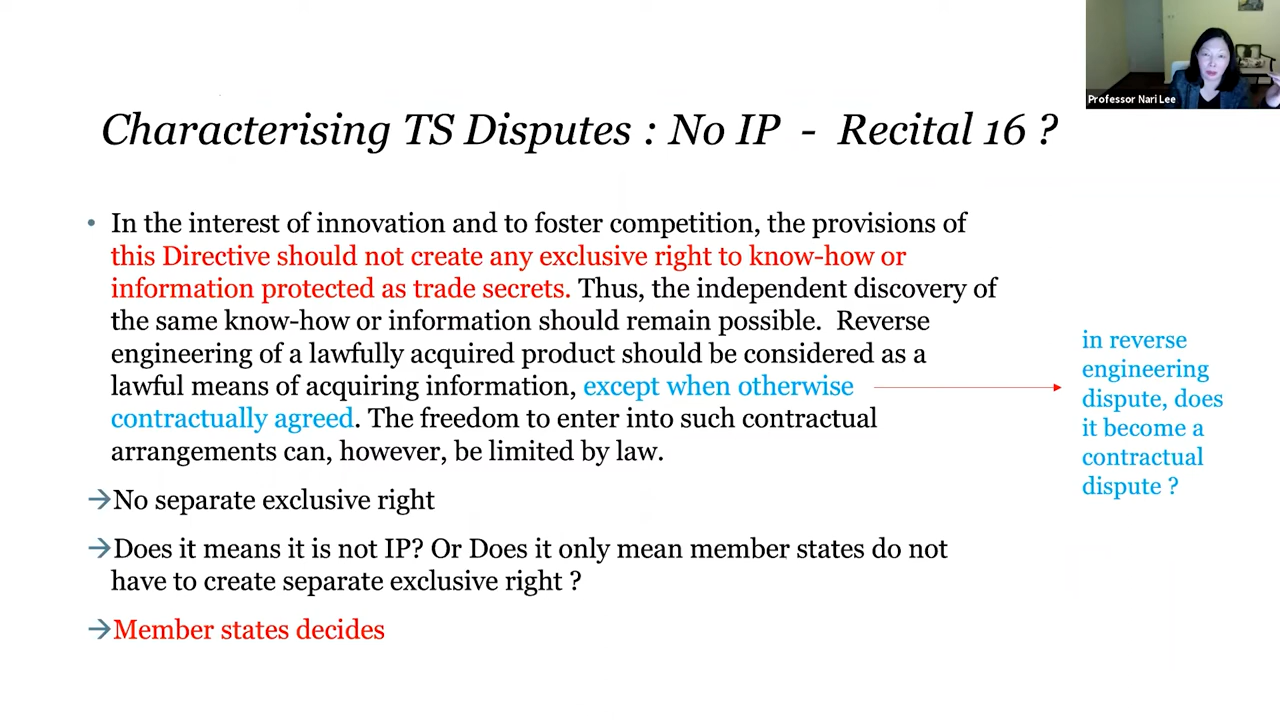 Professor Nari Lee
Characterising TS Disputes : No IP - Recital 16 ?
• In the interest of innovation and to foster competition, the provisions of
this Directive should not create any exclusive right to know-how or
information protected as trade secrets. Thus, the independent discovery of
the same know-how or information should remain possible. Reverse
engineering of a lawfully acquired product should be considered as a
lawful means of acquiring information, except when otherwise
contractually agreed. The freedom to enter into such contractual
arrangements can, however, be limited by law.
in reverse
engineering
dispute, does
it become a
contractual
dispute ?
→No separate exclusive right
→Does it means it is not IP? Or Does it only mean member states do not
have to create separate exclusive right ?
→Member states decides